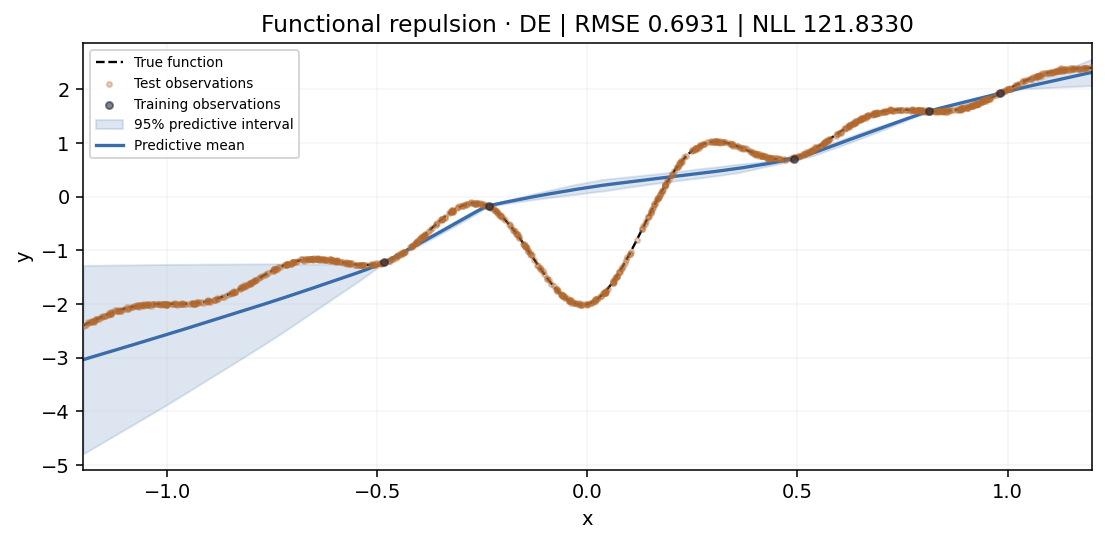 Functional repulsion · DE | RMSE 0.6931 | NLL 121.8330
True function
Test observations
Training observations
95% predictive interval
Predictive mean
2
1
0
−1
−2
−3
−4
−5
y
−1.0
−0.5
0.0
0.5
1.0
x